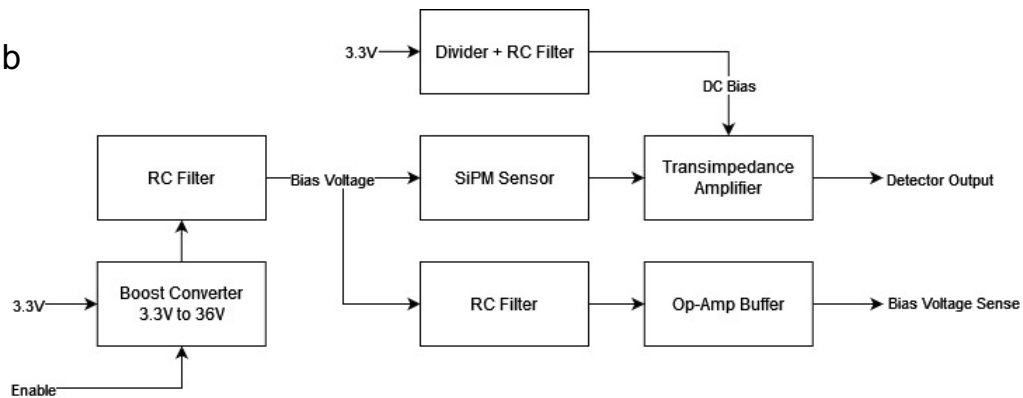 b
3.3V
Divider + RC Filter
DC Bias
RC Filter
Bias Voltage
SiPM Sensor
Transimpedance
Amplifier
Detector Output
3.3V
Boost Converter
3.3V to 36V
RC Filter
Op-Amp Buffer
Bias Voltage Sense
Enable